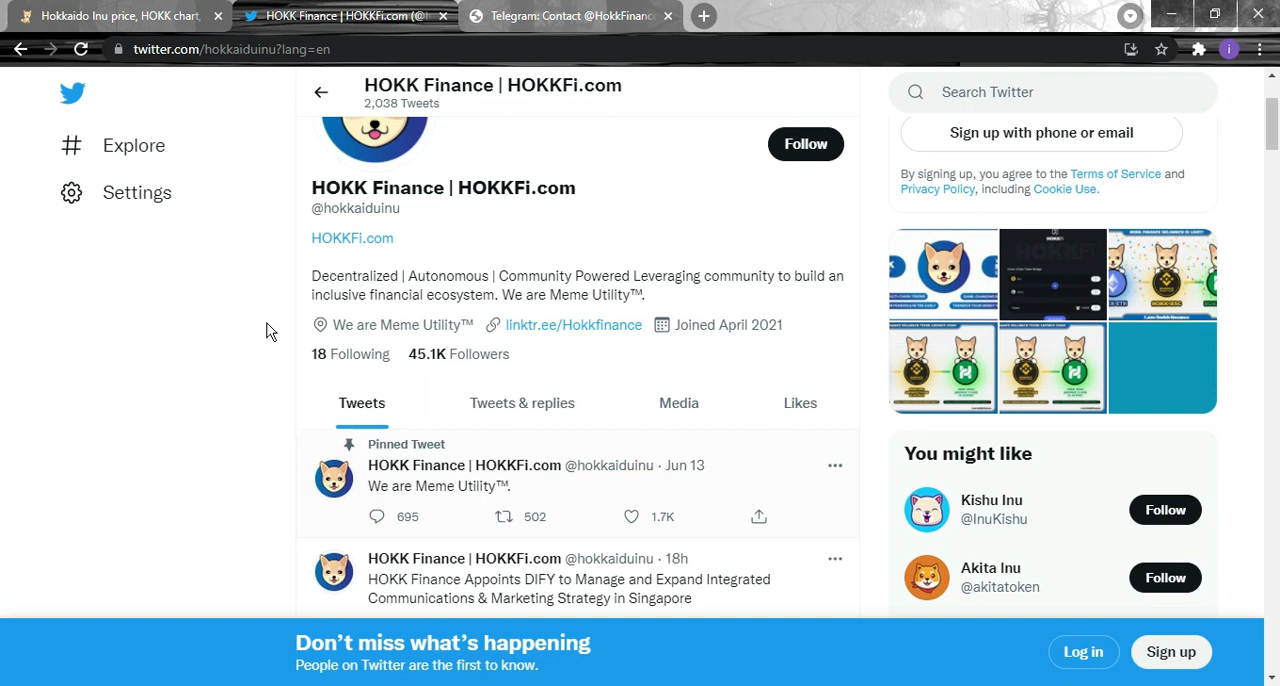 Hokkaido Inu price, HOKK chart,
HOKK Finance | HOKKFi.com (@
Telegram: Contact @HokkFinance
twitter.com/hokkaiduinu?lang=en
i
HOKK Finance | HOKKFi.com
2,038 Tweets
Search Twitter
Explore
Settings
Follow
HOKK Finance | HOKKFi.com
@hokkaiduinu
HOKKFi.com
Decentralized | Autonomous | Community Powered Leveraging community to build an
inclusive financial ecosystem. We are Meme Utility™.
We are Meme Utility™ linktr.ee/Hokkfinance Joined April 2021
18 Following 45.1K Followers
Tweets Tweets & replies Media Likes
Pinned Tweet
HOKK Finance | HOKKFi.com @hokkaiduinu · Jun 13
We are Meme Utility™.
695 502 1.7K
HOKK Finance | HOKKFi.com @hokkaiduinu · 18h
HOKK Finance Appoints DIFY to Manage and Expand Integrated
Communications & Marketing Strategy in Singapore
Sign up with phone or email
By signing up, you agree to the Terms of Service and
Privacy Policy, including Cookie Use.
You might like
Kishu Inu
@InuKishu
Follow
Akita Inu
@akitatoken
Follow
Don't miss what's happening
People on Twitter are the first to know.
Log in
Sign up